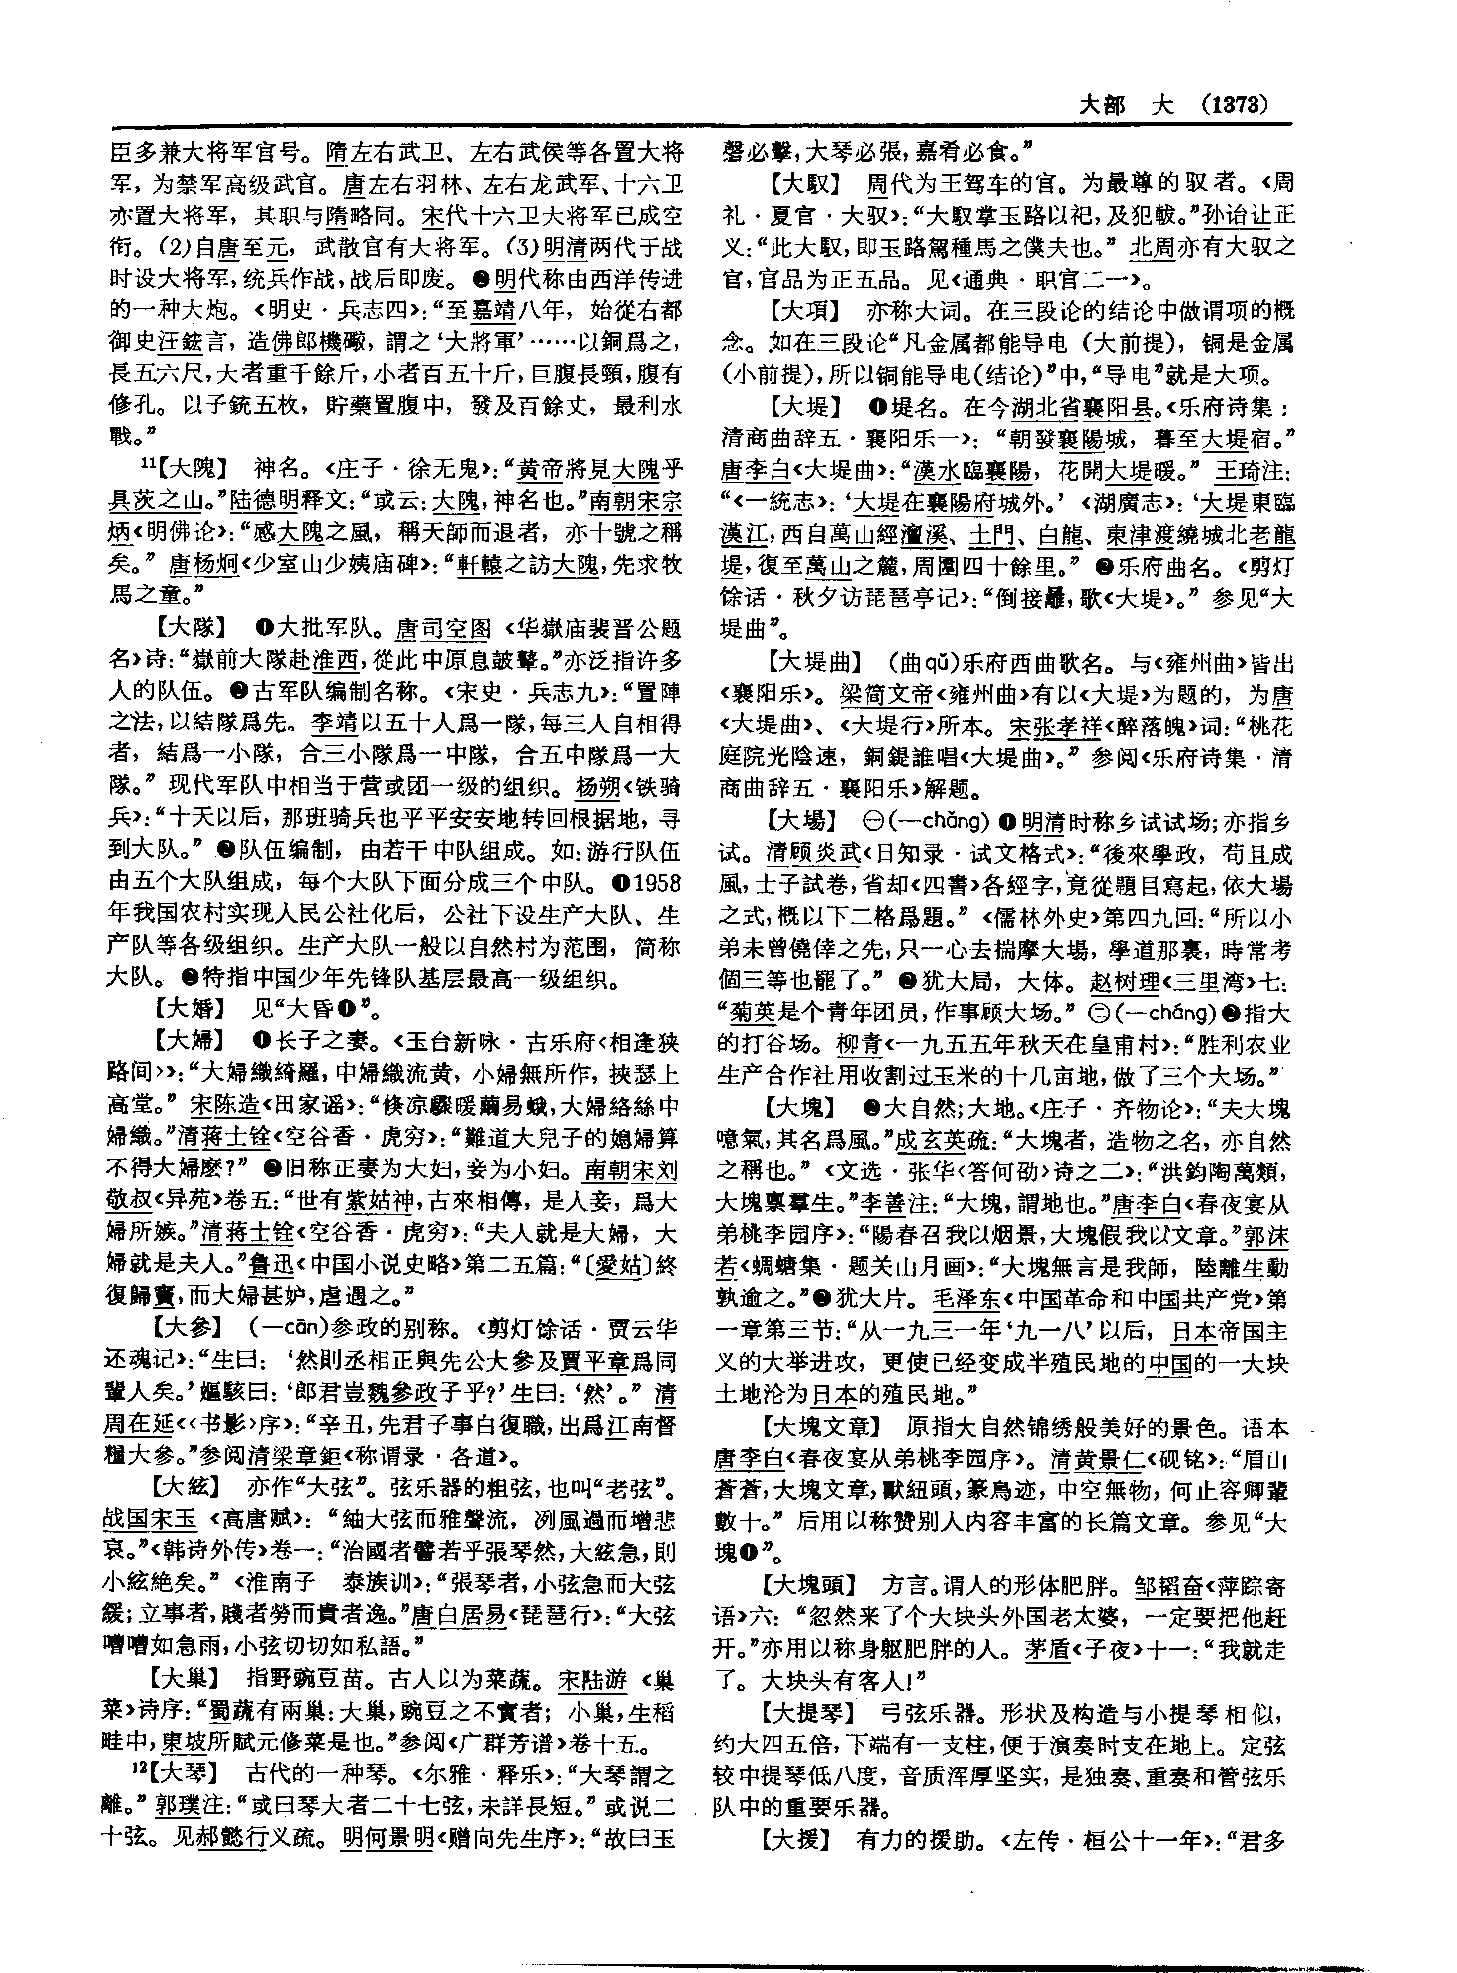 大部 大 (1373)
臣多兼大将军官号。隋左右武卫、左右武侯等各置大将
军，为禁军高级武官。唐左右羽林、左右龙武军、十六卫
亦置大将军，其职与隋略同。宋代十六卫大将军已成空
衔。(2)自唐至元，武散官有大将军。(3)明清两代于战
时设大将军，统兵作战，战后即废。❷明代称由西洋传进
的一种大炮。《明史·兵志四》：“至嘉靖八年，始從右都
御史汪鋐言，造佛郎機礮，謂之‘大將軍’……以銅爲之，
長五六尺，大者重千餘斤，小者百五十斤，巨腹長頸，腹有
修孔。以子銃五枚，貯藥置腹中，發及百餘丈，最利水
戰。”
11【大隗】 神名。《庄子·徐无鬼》：“黄帝將見大隗乎
具茨之山。”陆德明释文：“或云：大隗，神名也。”南朝宋宗
炳《明佛论》：“感大隗之風，稱天師而退者，亦十號之稱
矣。”唐杨炯《少室山少姨庙碑》：“軒轅之訪大隗，先求牧
馬之童。”
【大隊】 ❶大批军队。唐司空图《华嶽庙裴晋公题
名》诗：“嶽前大隊赴淮西，從此中原息鼓鼙。”亦泛指许多
人的队伍。❷古军队编制名称。《宋史·兵志九》：“置陣
之法，以結隊爲先。李靖以五十人爲一隊，每三人自相得
者，結爲一小隊，合三小隊爲一中隊，合五中隊爲一大
隊。”现代军队中相当于营或团一级的组织。杨朔《铁骑
兵》：“十天以后，那班骑兵也平平安安地转回根据地，寻
到大队。”❸队伍编制，由若干中队组成。如：游行队伍
由五个大队组成，每个大队下面分成三个中队。❹1958
年我国农村实现人民公社化后，公社下设生产大队、生
产队等各级组织。生产大队一般以自然村为范围，简称
大队。❺特指中国少年先锋队基层最高一级组织。
【大婚】 见“大昏❶”。
【大婦】 ❶长子之妻。《玉台新咏·古乐府〈相逢狭
路间〉》：“大婦織綺羅，中婦織流黄，小婦無所作，挾瑟上
高堂。”宋陈造《田家谣》：“倏凉驟暖繭易蛾，大婦絡絲中
婦織。”清蒋士铨《空谷香·虎穷》：“難道大兒子的媳婦算
不得大婦麽？”❷旧称正妻为大妇，妾为小妇。南朝宋刘
敬叔《异苑》卷五：“世有紫姑神，古來相傳，是人妾，爲大
婦所嫉。”清蒋士铨《空谷香·虎穷》：“夫人就是大婦，大
婦就是夫人。”鲁迅《中国小说史略》第二五篇：“〔愛姑〕終
復歸竇，而大婦甚妒，虐遇之。”
【大參】 (—cān)参政的别称。《剪灯馀话·贾云华
还魂记》：“生曰：‘然則丞相正與先公大參及賈平章爲同
輩人矣。’嫗駭曰：‘郎君豈魏參政子乎？’生曰：‘然’。”清
周在延《〈书影〉序》：“辛丑，先君子事白復職，出爲江南督
糧大參。”参阅清梁章鉅《称谓录·各道》。
【大絃】 亦作“大弦”。弦乐器的粗弦，也叫“老弦”。
战国宋玉《高唐赋》：“紬大弦而雅聲流，冽風過而增悲
哀。”《韩诗外传》卷一：“治國者譬若乎張琴然，大絃急，則
小絃絶矣。”《淮南子 泰族训》：“張琴者，小弦急而大弦
緩；立事者，賤者勞而貴者逸。”唐白居易《琵琶行》：“大弦
嘈嘈如急雨，小弦切切如私語。”
【大巢】 指野豌豆苗。古人以为菜蔬。宋陆游《巢
菜》诗序：“蜀蔬有兩巢：大巢，豌豆之不實者；小巢，生稻
畦中，東坡所賦元修菜是也。”参阅《广群芳谱》卷十五。
12【大琴】 古代的一种琴。《尔雅·释乐》：“大琴謂之
離。”郭璞注：“或曰琴大者二十七弦，未詳長短。”或说二
十弦。见郝懿行义疏。明何景明《赠向先生序》：“故曰玉
磬必擊，大琴必張，嘉肴必食。”
【大馭】 周代为王驾车的官。为最尊的驭者。《周
礼·夏官·大驭》：“大馭掌玉路以祀，及犯軷。”孙诒让正
义：“此大馭，即玉路駕種馬之僕夫也。”北周亦有大驭之
官，官品为正五品。见《通典·职官二一》。
【大項】 亦称大词。在三段论的结论中做谓项的概
念。如在三段论“凡金属都能导电（大前提），铜是金属
（小前提），所以铜能导电（结论）”中，“导电”就是大项。
【大堤】 ❶堤名。在今湖北省襄阳县。《乐府诗集：
清商曲辞五·襄阳乐一》：“朝發襄陽城，暮至大堤宿。”
唐李白《大堤曲》：“漢水臨襄陽，花開大堤暖。”王琦注：
“《一統志》：‘大堤在襄陽府城外。’《湖廣志》：‘大堤東臨
漢江，西自萬山經澶溪、土門、白龍、東津渡繞城北老龍
堤，復至萬山之麓，周圍四十餘里。”❷乐府曲名。《剪灯
馀话·秋夕访琵琶亭记》：“倒接䍦，歌《大堤》。”参见“大
堤曲”。
【大堤曲】 (曲qǔ)乐府西曲歌名。与《雍州曲》皆出
《襄阳乐》。梁简文帝《雍州曲》有以《大堤》为题的，为唐
《大堤曲》、《大堤行》所本。宋张孝祥《醉落魄》词：“桃花
庭院光陰速，銅鍉誰唱《大堤曲》。”参阅《乐府诗集·清
商曲辞五·襄阳乐》解题。
【大場】 ㊀(—chǎng)❶明清时称乡试试场；亦指乡
试。清顾炎武《日知录·试文格式》：“後來學政，苟且成
風，士子試卷，省却《四書》各經字，竟從題目寫起，依大場
之式，概以下二格爲題。”《儒林外史》第四九回：“所以小
弟未曾僥倖之先，只一心去揣摩大場，學道那裏，時常考
個三等也罷了。”❷犹大局，大体。赵树理《三里湾》七：
“菊英是个青年团员，作事顾大场。”㊁(—cháng)❷指大
的打谷场。柳青《一九五五年秋天在皇甫村》：“胜利农业
生产合作社用收割过玉米的十几亩地，做了三个大场。”
【大塊】 ❶大自然；大地。《庄子·齐物论》：“夫大塊
噫氣，其名爲風。”成玄英疏：“大塊者，造物之名，亦自然
之稱也。”《文选·张华〈答何劭〉诗之二》：“洪鈞陶萬類，
大塊禀羣生。”李善注：“大塊，謂地也。”唐李白《春夜宴从
弟桃李园序》：“陽春召我以烟景，大塊假我以文章。”郭沫
若《蜩螗集·题关山月画》：“大塊無言是我師，陸離生動
孰逾之。”❷犹大片。毛泽东《中国革命和中国共产党》第
一章第三节：“从一九三一年‘九一八’以后，日本帝国主
义的大举进攻，更使已经变成半殖民地的中国的一大块
土地沦为日本的殖民地。”
【大塊文章】 原指大自然锦绣般美好的景色。语本
唐李白《春夜宴从弟桃李园序》。清黄景仁《砚铭》：“眉山
蒼蒼，大塊文章，獸紐頭，篆鳥迹，中空無物，何止容卿輩
數十。”后用以称赞别人内容丰富的长篇文章。参见“大
塊❶”。
【大塊頭】 方言。谓人的形体肥胖。邹韬奋《萍踪寄
语》六：“忽然来了个大块头外国老太婆，一定要把他赶
开。”亦用以称身躯肥胖的人。茅盾《子夜》十一：“我就走
了。大块头有客人！”
【大提琴】 弓弦乐器。形状及构造与小提琴相似，
约大四五倍，下端有一支柱，便于演奏时支在地上。定弦
较中提琴低八度，音质浑厚坚实，是独奏、重奏和管弦乐
队中的重要乐器。
【大援】 有力的援助。《左传·桓公十一年》：“君多